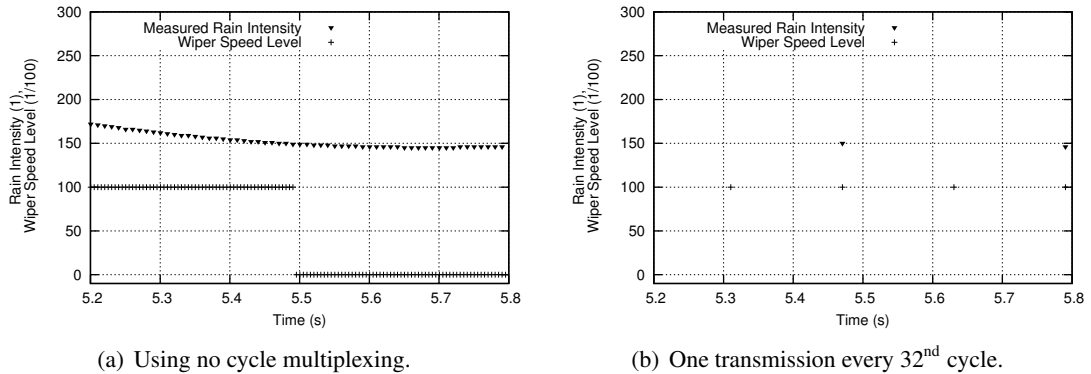 300
250
200
150
100
50
0
Rain Intensity (1),
Wiper Speed Level (1/100)
Measured Rain Intensity
Wiper Speed Level
5.2 5.3 5.4 5.5 5.6 5.7 5.8
Time (s)
(a) Using no cycle multiplexing.
300
250
200
150
100
50
0
Rain Intensity (1),
Wiper Speed Level (1/100)
Measured Rain Intensity
Wiper Speed Level
5.2 5.3 5.4 5.5 5.6 5.7 5.8
Time (s)
(b) One transmission every 32nd cycle.